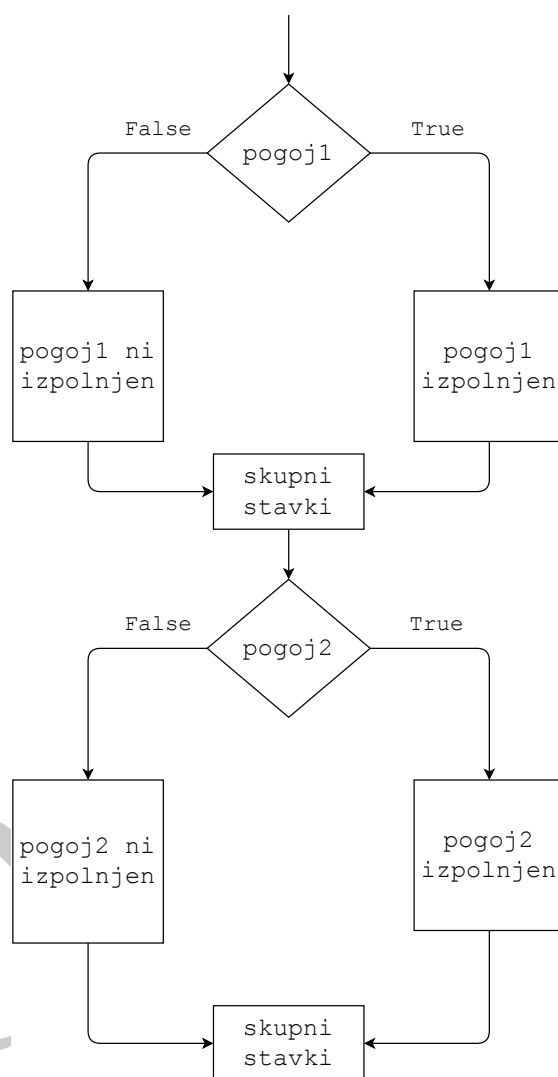 False
True
pogoj1
pogoj1 ni
izpolnjen
pogoj1
izpolnjen
skupni
stavki
False
True
pogoj2
pogoj2 ni
izpolnjen
pogoj2
izpolnjen
skupni
stavki